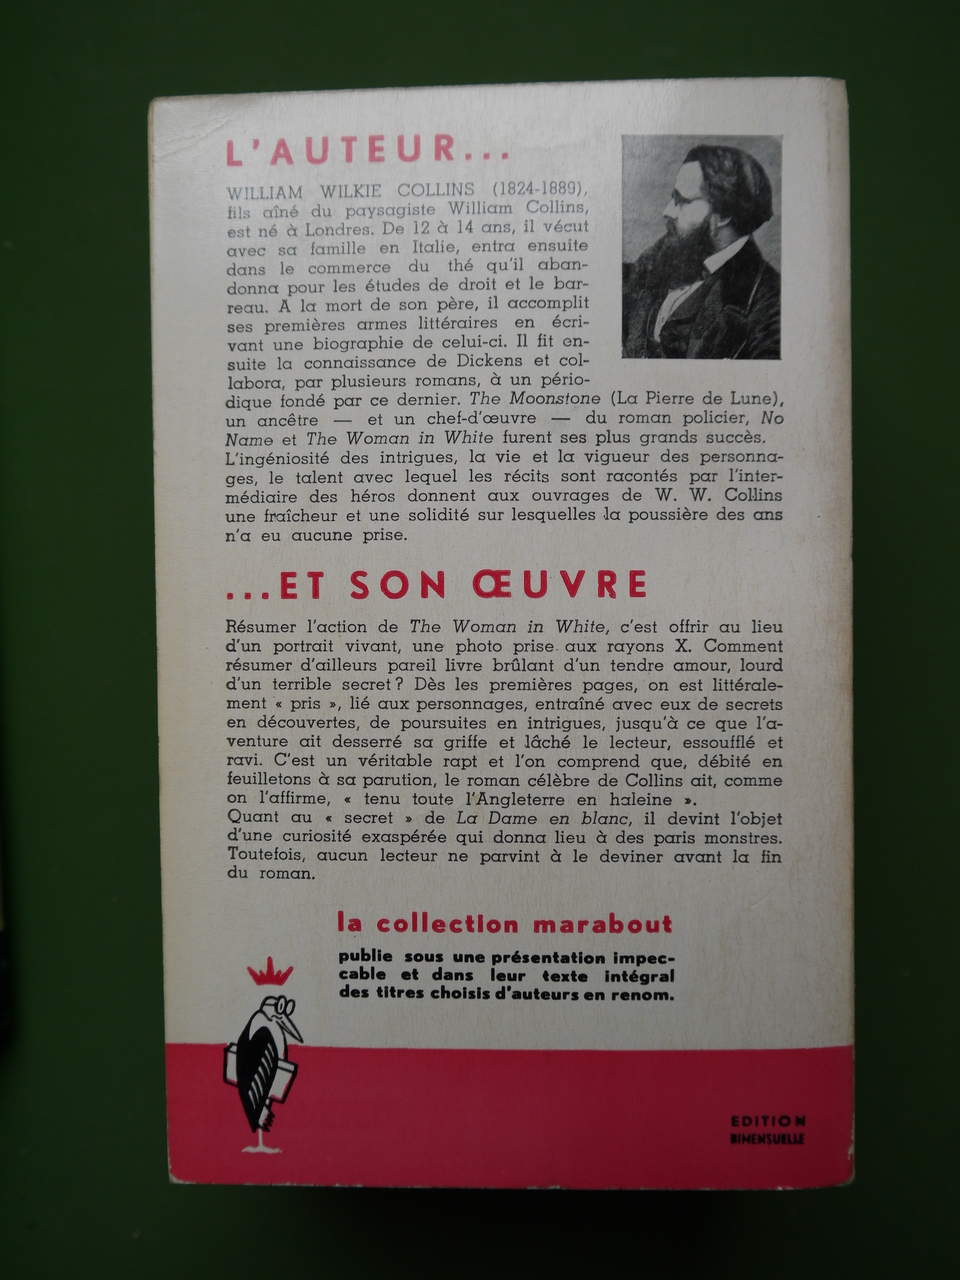 L'AUTEUR...
WILLIAM WILKIE COLLINS (1824-1889),
fils aîné du paysagiste William Collins,
est né à Londres. De 12 à 14 ans, il vécut
avec sa famille en Italie, entra ensuite
dans le commerce du thé qu'il aban-
donna pour les études de droit et le bar-
reau. A la mort de son père, il accomplit
ses premières armes littéraires en écri-
vant une biographie de celui-ci. Il fit en-
suite la connaissance de Dickens et col-
labora, par plusieurs romans, à un pério-
dique fondé par ce dernier. The Moonstone (La Pierre de Lune),
un ancêtre — et un chef-d'œuvre — du roman policier, No
Name et The Woman in White furent ses plus grands succès.
L'ingéniosité des intrigues, la vie et la vigueur des personna-
ges, le talent avec lequel les récits sont racontés par l'inter-
médiaire des héros donnent aux ouvrages de W. W. Collins
une fraîcheur et une solidité sur lesquelles la poussière des ans
n'a eu aucune prise.
...ET SON ŒUVRE
Résumer l'action de The Woman in White, c'est offrir au lieu
d'un portrait vivant, une photo prise aux rayons X. Comment
résumer d'ailleurs pareil livre brûlant d'un tendre amour, lourd
d'un terrible secret ? Dès les premières pages, on est littérale-
ment « pris », lié aux personnages, entraîné avec eux de secrets
en découvertes, de poursuites en intrigues, jusqu'à ce que l'a-
venture ait desserré sa griffe et lâché le lecteur, essoufflé et
ravi. C'est un véritable rapt et l'on comprend que, débité en
feuilletons à sa parution, le roman célèbre de Collins ait, comme
on l'affirme, « tenu toute l'Angleterre en haleine ».
Quant au « secret » de La Dame en blanc, il devint l'objet
d'une curiosité exaspérée qui donna lieu à des paris monstres.
Toutefois, aucun lecteur ne parvint à le deviner avant la fin
du roman.
la collection marabout
publie sous une présentation impec-
cable et dans leur texte intégral
des titres choisis d'auteurs en renom.
EDITION
BIMENSUELLE